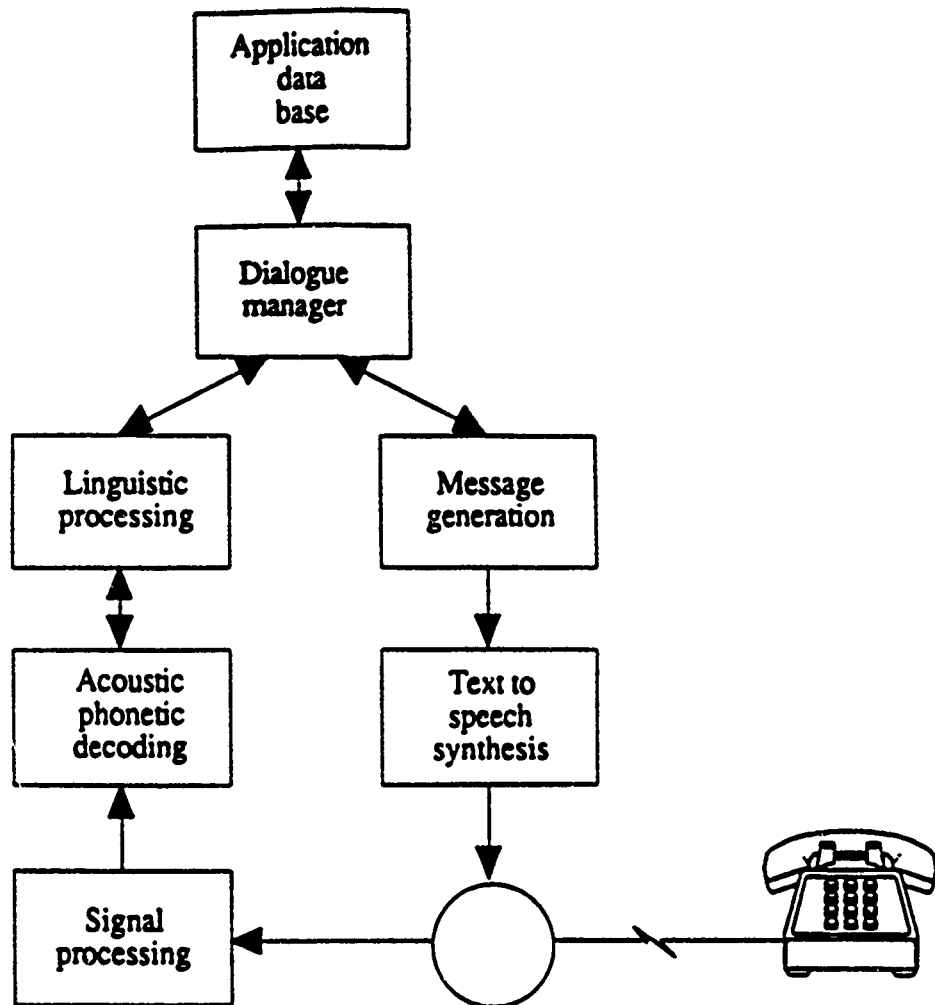 Application
data
base
Dialogue
manager
Linguistic
processing
Message
generation
Acoustic
phonetic
decoding
Text to
speech
synthesis
Signal
processing